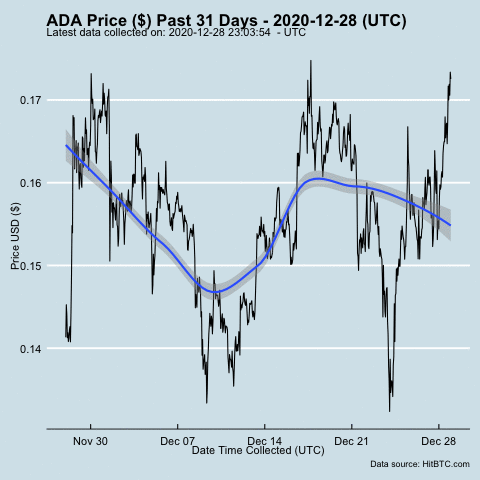 ADA Price ($) Past 31 Days - 2020-12-28 (UTC)
Latest data collected on: 2020-12-28 23:03:54 - UTC
0.17
0.16
0.15
0.14
Price USD ($)
Nov 30 Dec 07 Dec 14 Dec 21 Dec 28
Date Time Collected (UTC)
Data source: HitBTC.com